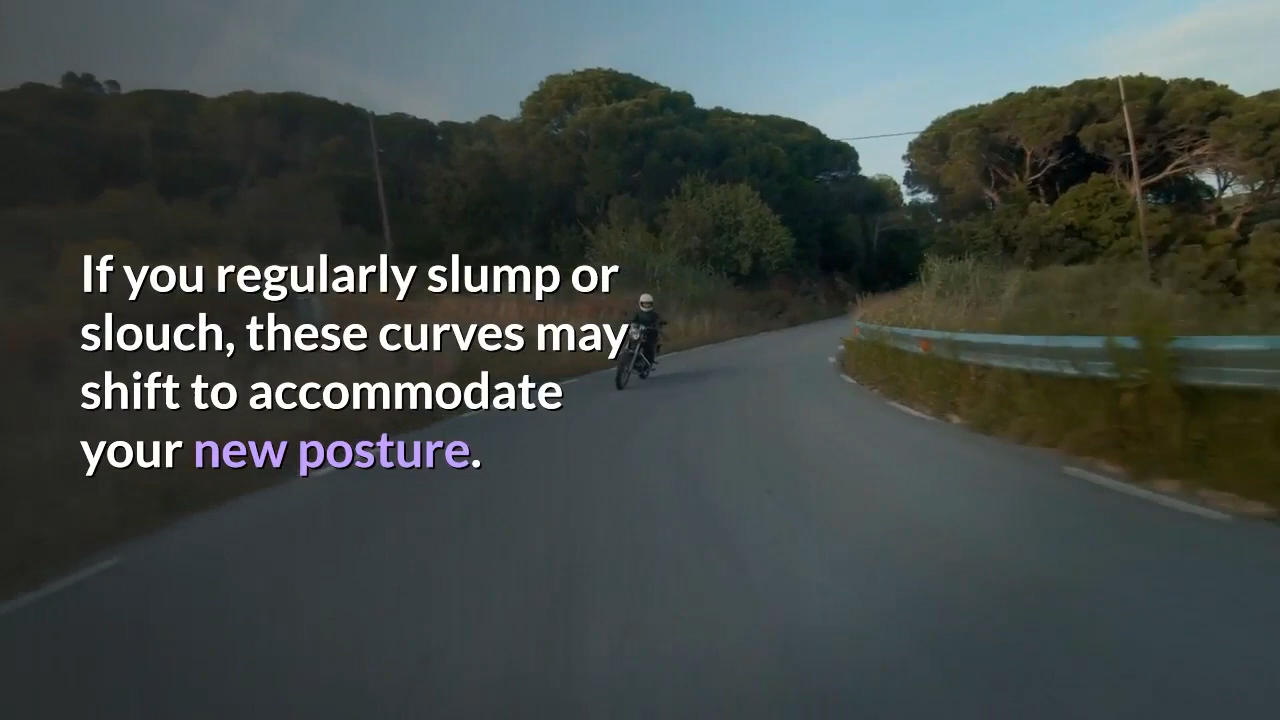 If you regularly slump or
slouch, these curves may
shift to accommodate
your new posture.